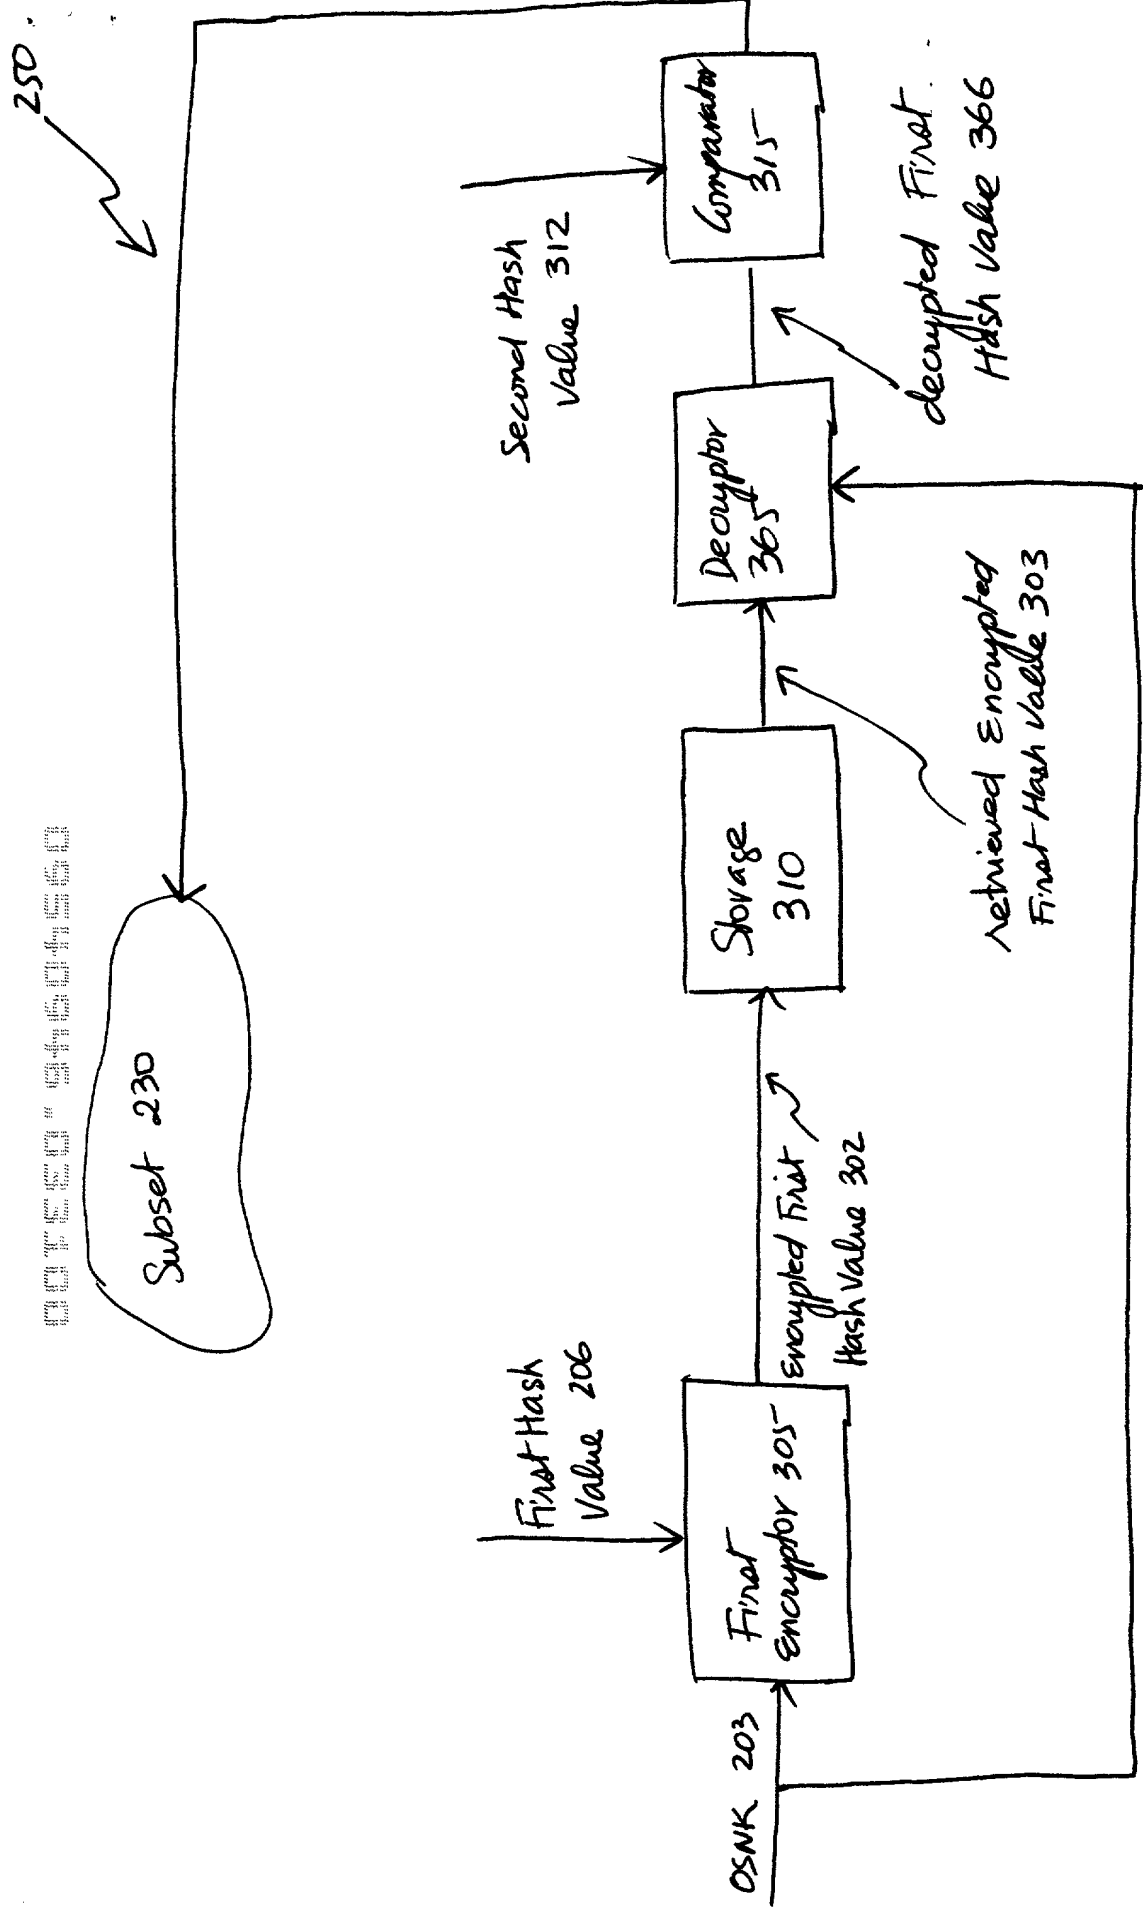 250
Subset 230
Second Hash
Value 312
First Hash
Value 206
OSNK 203
First
Encryptor 305
Encrypted First
Hash Value 302
Storage
310
retrieved Encrypted
First Hash Value 303
Decryptor
365
decrypted First
Hash Value 366
Comparator
315